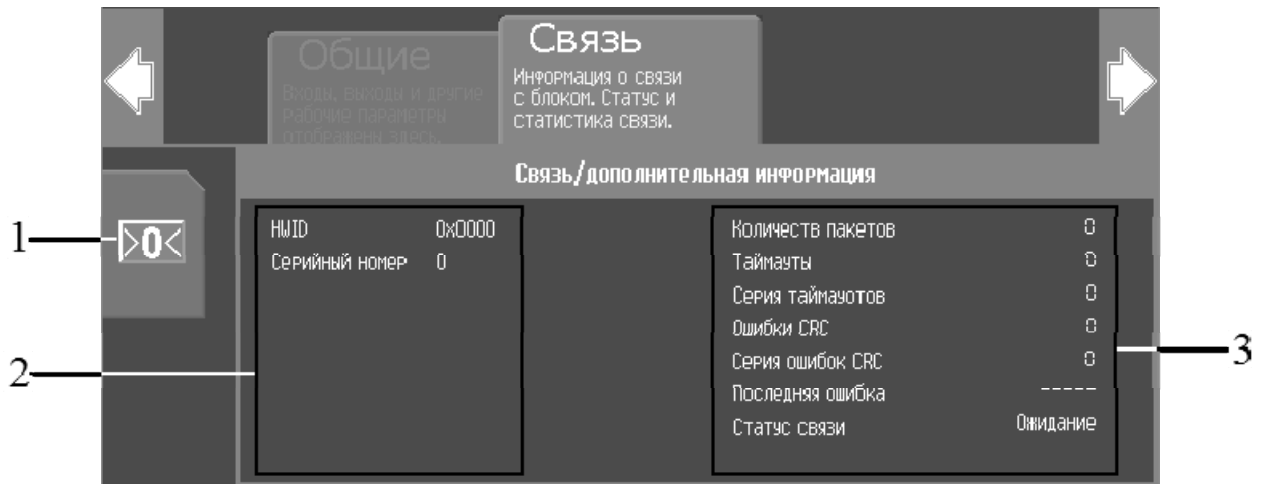 Общие
Входы, выходы и другие
рабочие параметры
отображены здесь.
Связь
Информация о связи
с блоком. Статус и
статистика связи.
Связь/дополнительная информация
1
>0<
HWID 0x0000
Серийный номер 0
2
Количеств пакетов 0
Таймауты 0
Серия таймауотов 0
Ошибки CRC 0
Серия ошибок CRC 0
Последняя ошибка -----
Статус связи Ожидание
3